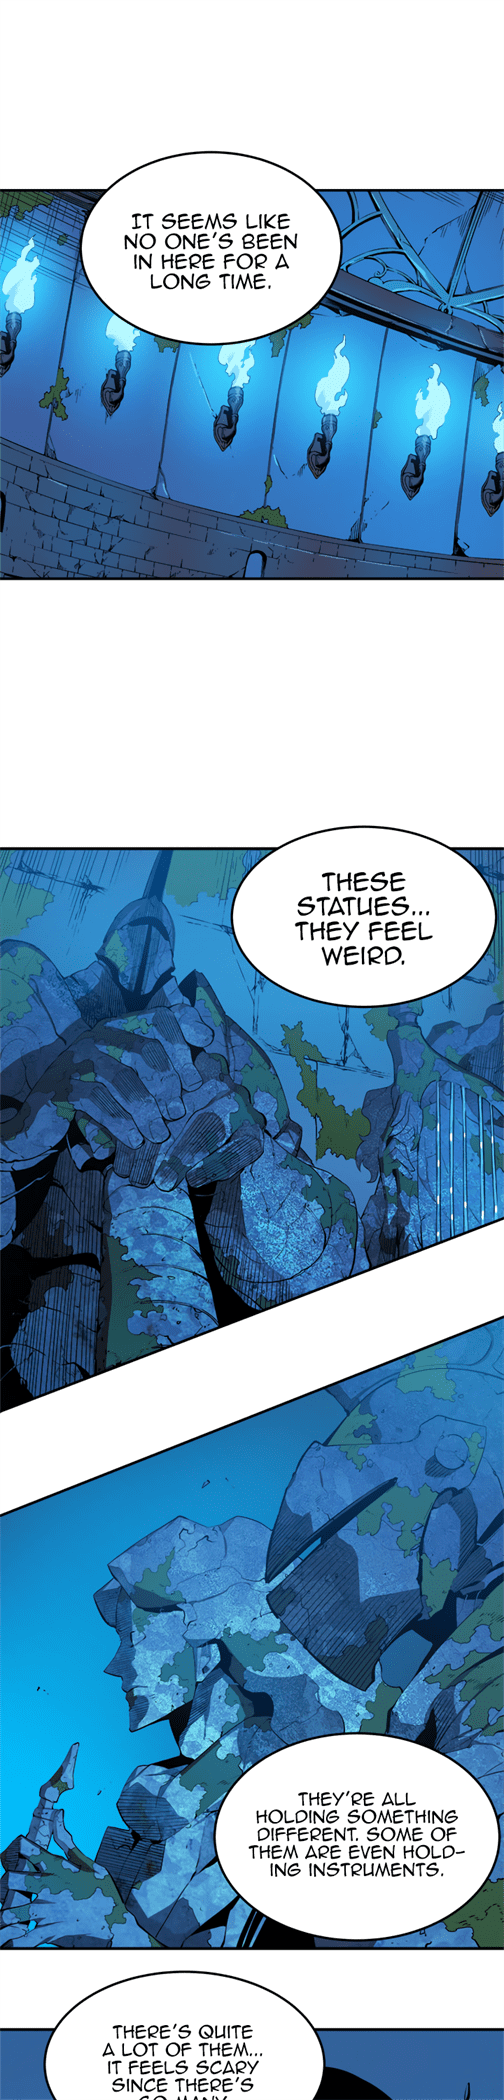 IT SEEMS LIKE
NO ONE'S BEEN
IN HERE FOR A
LONG TIME.
THESE
STATUES...
THEY FEEL
WEIRD.
THEY'RE ALL
HOLDING SOMETHING
DIFFERENT. SOME OF
THEM ARE EVEN HOLD-
ING INSTRUMENTS.
THERE'S QUITE
A LOT OF THEM...
IT FEELS SCARY
SINCE THERE'S
SO MANY